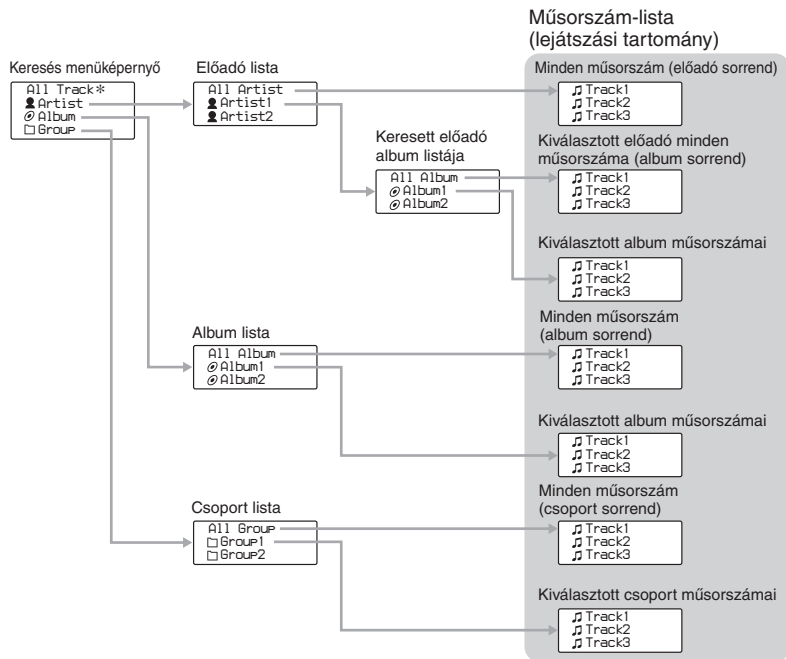 Műsorszám-lista
(lejátszási tartomány)
Keresés menüképernyő
All Track*
Artist
Album
Group
Előadó lista
All Artist
Artist1
Artist2
Minden műsorszám (előadó sorrend)
Track1
Track2
Track3
Keresett előadó
album listája
All Album
Album1
Album2
Kiválasztott előadó minden
műsorszáma (album sorrend)
Track1
Track2
Track3
Kiválasztott album műsorszámai
Track1
Track2
Track3
Album lista
All Album
Album1
Album2
Minden műsorszám
(album sorrend)
Track1
Track2
Track3
Kiválasztott album műsorszámai
Track1
Track2
Track3
Csoport lista
All Group
Group1
Group2
Minden műsorszám
(csoport sorrend)
Track1
Track2
Track3
Kiválasztott csoport műsorszámai
Track1
Track2
Track3